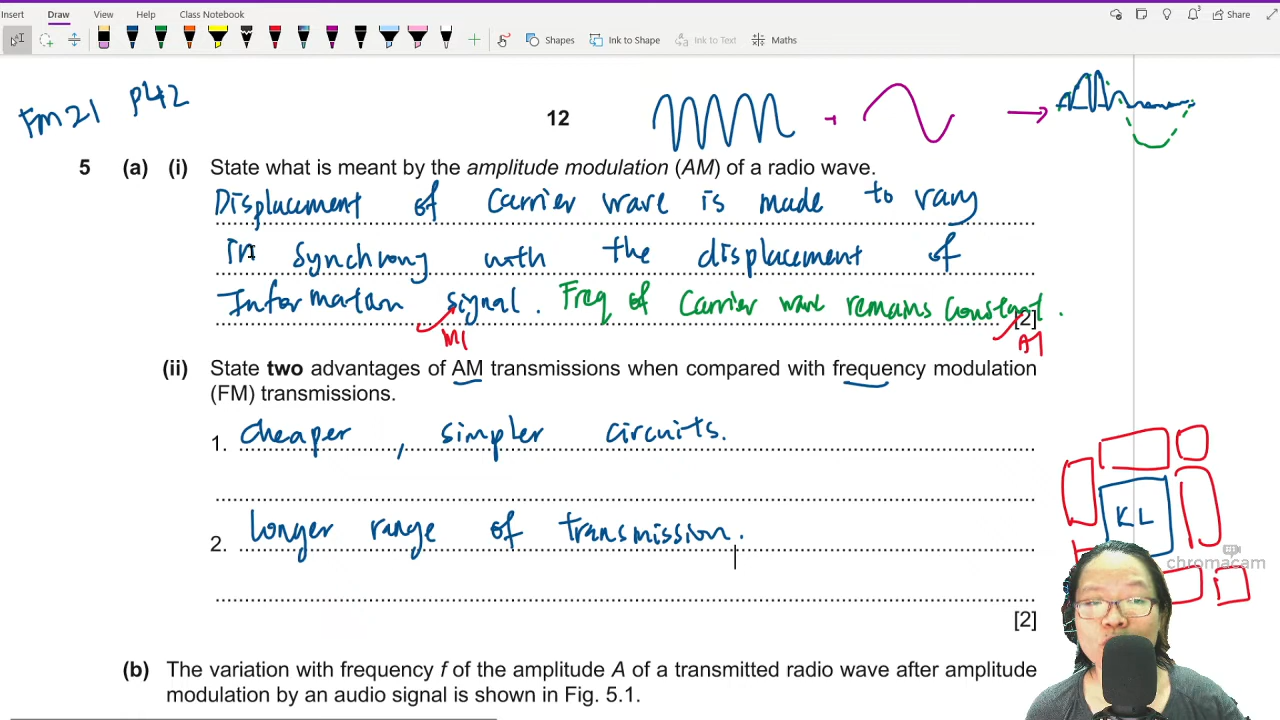 Insert Draw View Help Class Notebook Share
Shapes Ink to Shape Ink to Text Maths
Fm21 P42
12
5 (a) (i) State what is meant by the amplitude modulation (AM) of a radio wave.
Displacement of carrier wave is made to vary
in synchrony with the displacement of
Information signal. Freq of carrier wave remains constant.
[2]
M1 A1
(ii) State two advantages of AM transmissions when compared with frequency modulation
(FM) transmissions.
1. cheaper, simpler circuits.
KL
2. longer range of transmission.
chromacam
[2]
(b) The variation with frequency f of the amplitude A of a transmitted radio wave after amplitude
modulation by an audio signal is shown in Fig. 5.1.